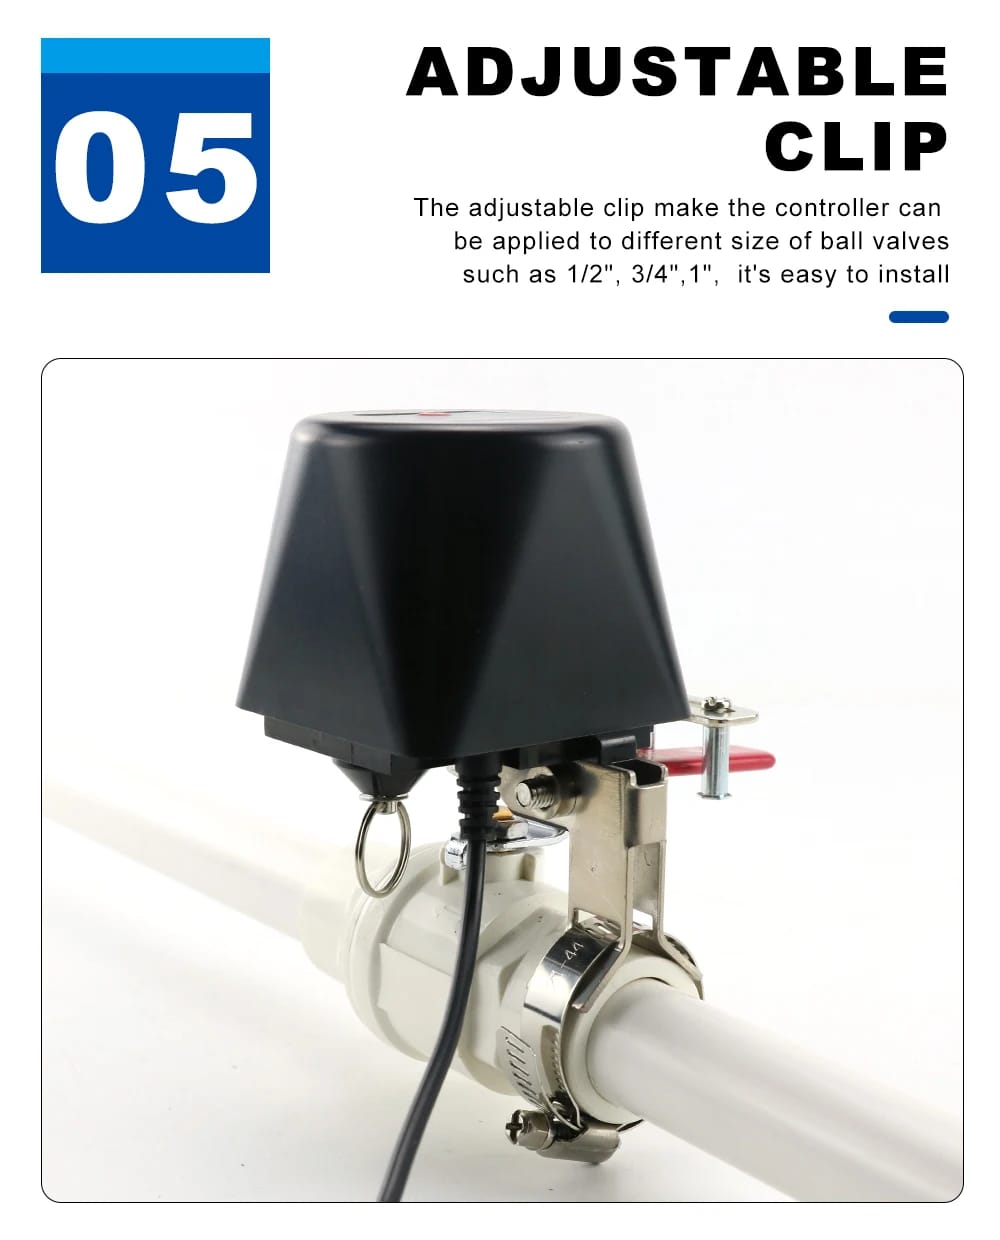 05
ADJUSTABLE
CLIP
The adjustable clip make the controller can
be applied to different size of ball valves
such as 1/2", 3/4",1",  it's easy to install